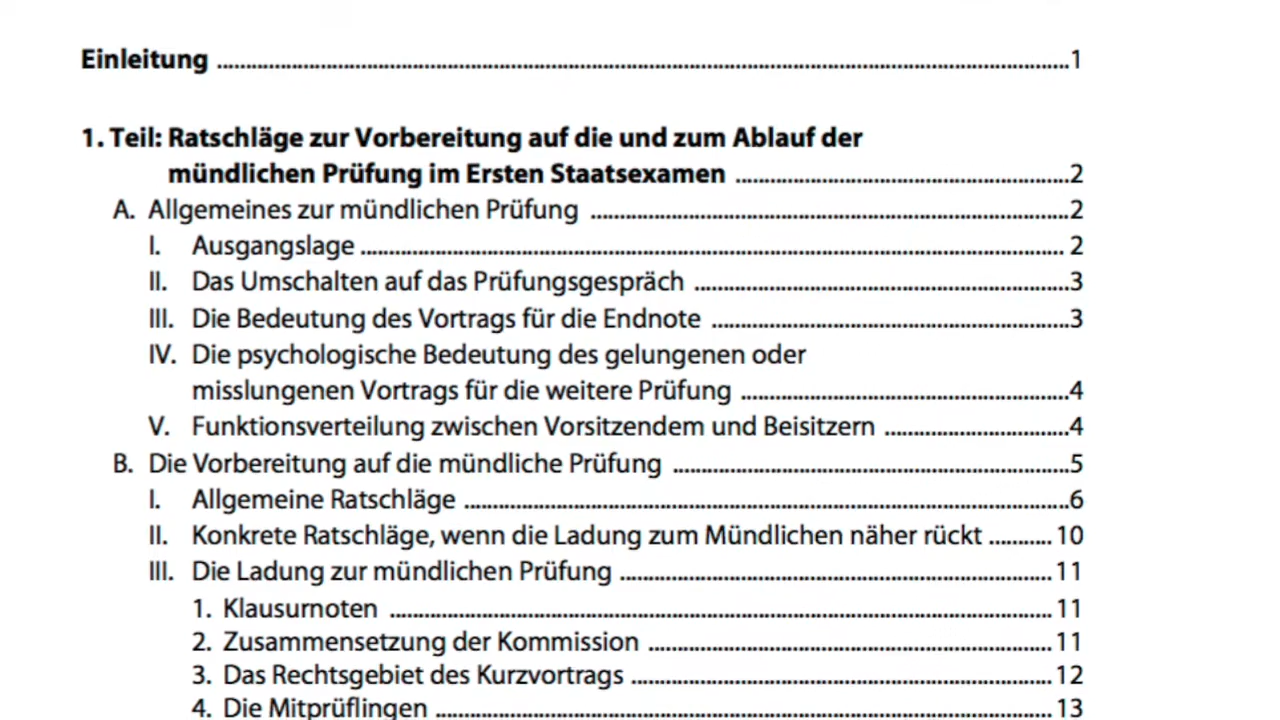 Einleitung ........................................ 1
1. Teil: Ratschläge zur Vorbereitung auf die und zum Ablauf der
mündlichen Prüfung im Ersten Staatsexamen ........................................ 2
A. Allgemeines zur mündlichen Prüfung ........................................ 2
I. Ausgangslage ........................................ 2
II. Das Umschalten auf das Prüfungsgespräch ........................................ 3
III. Die Bedeutung des Vortrags für die Endnote ........................................ 3
IV. Die psychologische Bedeutung des gelungenen oder
misslungenen Vortrags für die weitere Prüfung ........................................ 4
V. Funktionsverteilung zwischen Vorsitzendem und Beisitzern ........................................ 4
B. Die Vorbereitung auf die mündliche Prüfung ........................................ 5
I. Allgemeine Ratschläge ........................................ 6
II. Konkrete Ratschläge, wenn die Ladung zum Mündlichen näher rückt .......... 10
III. Die Ladung zur mündlichen Prüfung ........................................ 11
1. Klausurnoten ........................................ 11
2. Zusammensetzung der Kommission ........................................ 11
3. Das Rechtsgebiet des Kurzvortrags ........................................ 12
4. Die Mitprüflingen ........................................ 13